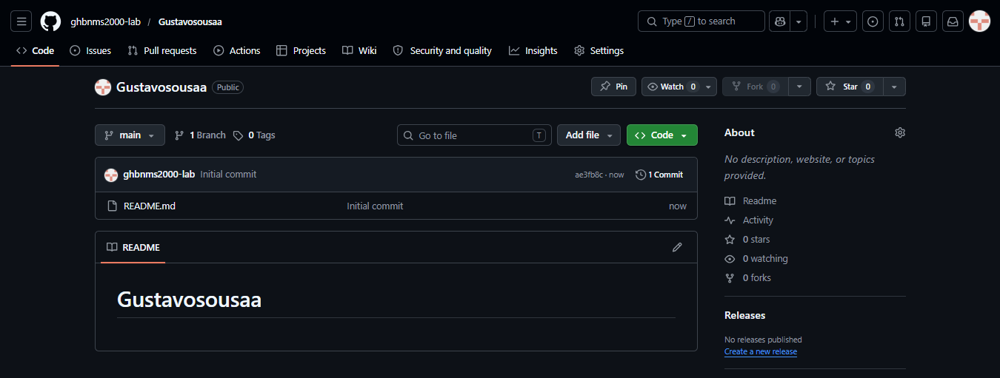 ghbnms2000-lab / Gustavosousaa
Type / to search
Code Issues Pull requests Actions Projects Wiki Security and quality Insights Settings
Gustavosousaa Public
Pin Watch 0 Fork 0 Star 0
main 1 Branch 0 Tags
Go to file T Add file Code
ghbnms2000-lab Initial commit ae3fb8c · now 1 Commit
README.md Initial commit now
README
Gustavosousaa
About
No description, website, or topics
provided.
Readme
Activity
0 stars
0 watching
0 forks
Releases
No releases published
Create a new release